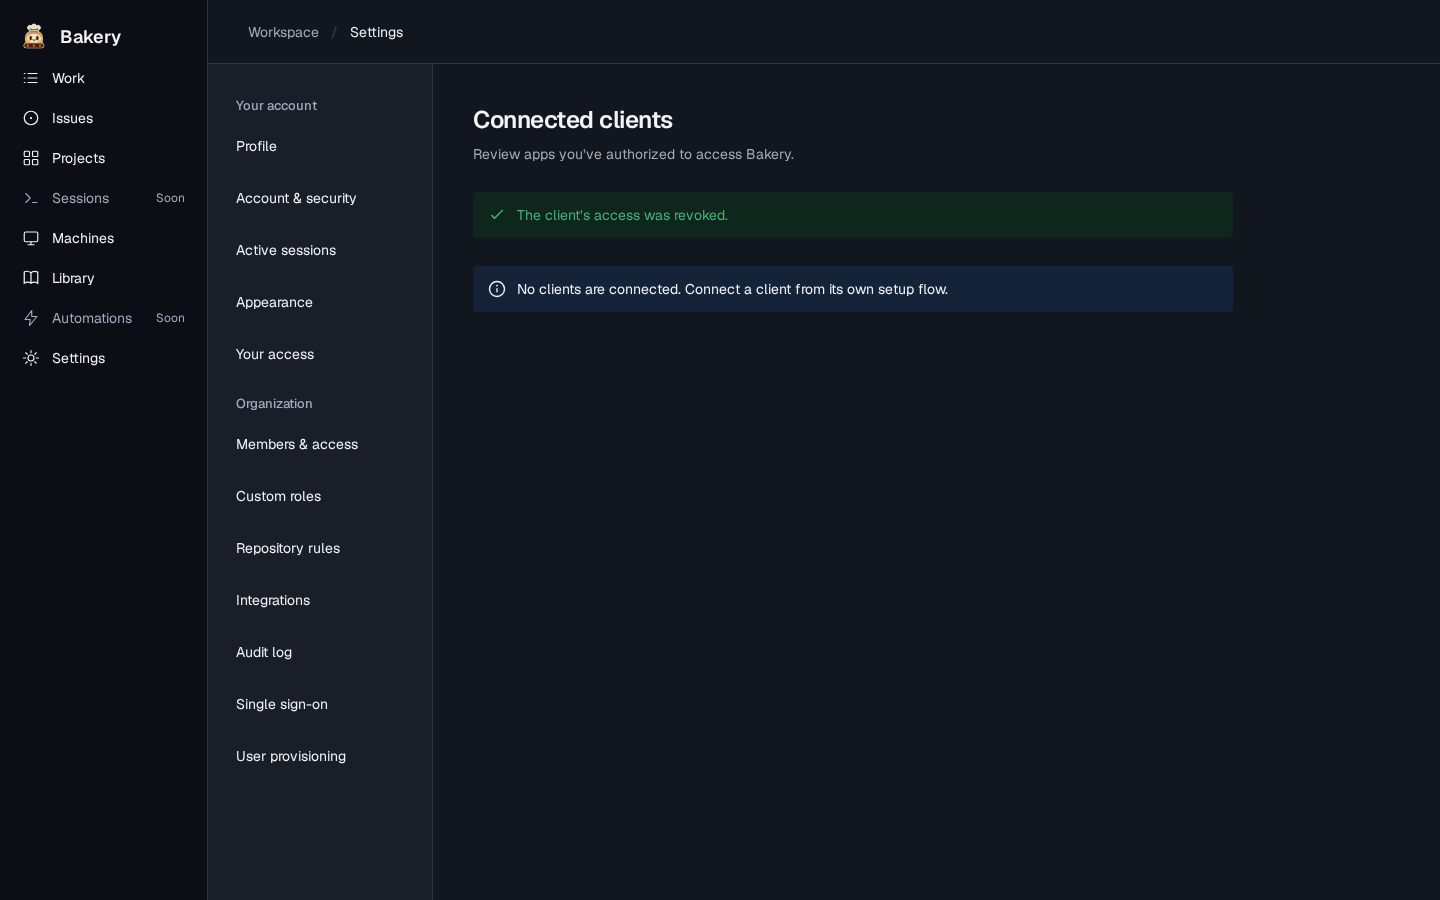 Bakery
Work
Issues
Projects
Sessions Soon
Machines
Library
Automations Soon
Settings
Workspace / Settings
Your account
Profile
Account & security
Active sessions
Appearance
Your access
Organization
Members & access
Custom roles
Repository rules
Integrations
Audit log
Single sign-on
User provisioning
Connected clients
Review apps you've authorized to access Bakery.
The client's access was revoked.
No clients are connected. Connect a client from its own setup flow.